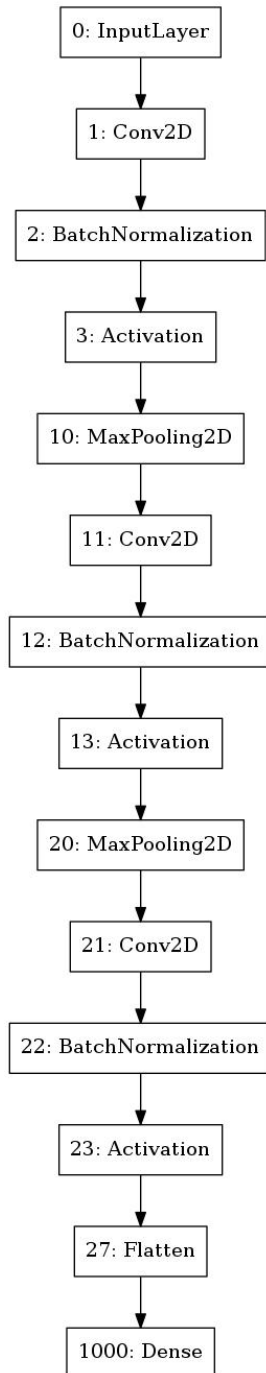 0: InputLayer
1: Conv2D
2: BatchNormalization
3: Activation
10: MaxPooling2D
11: Conv2D
12: BatchNormalization
13: Activation
20: MaxPooling2D
21: Conv2D
22: BatchNormalization
23: Activation
27: Flatten
1000: Dense